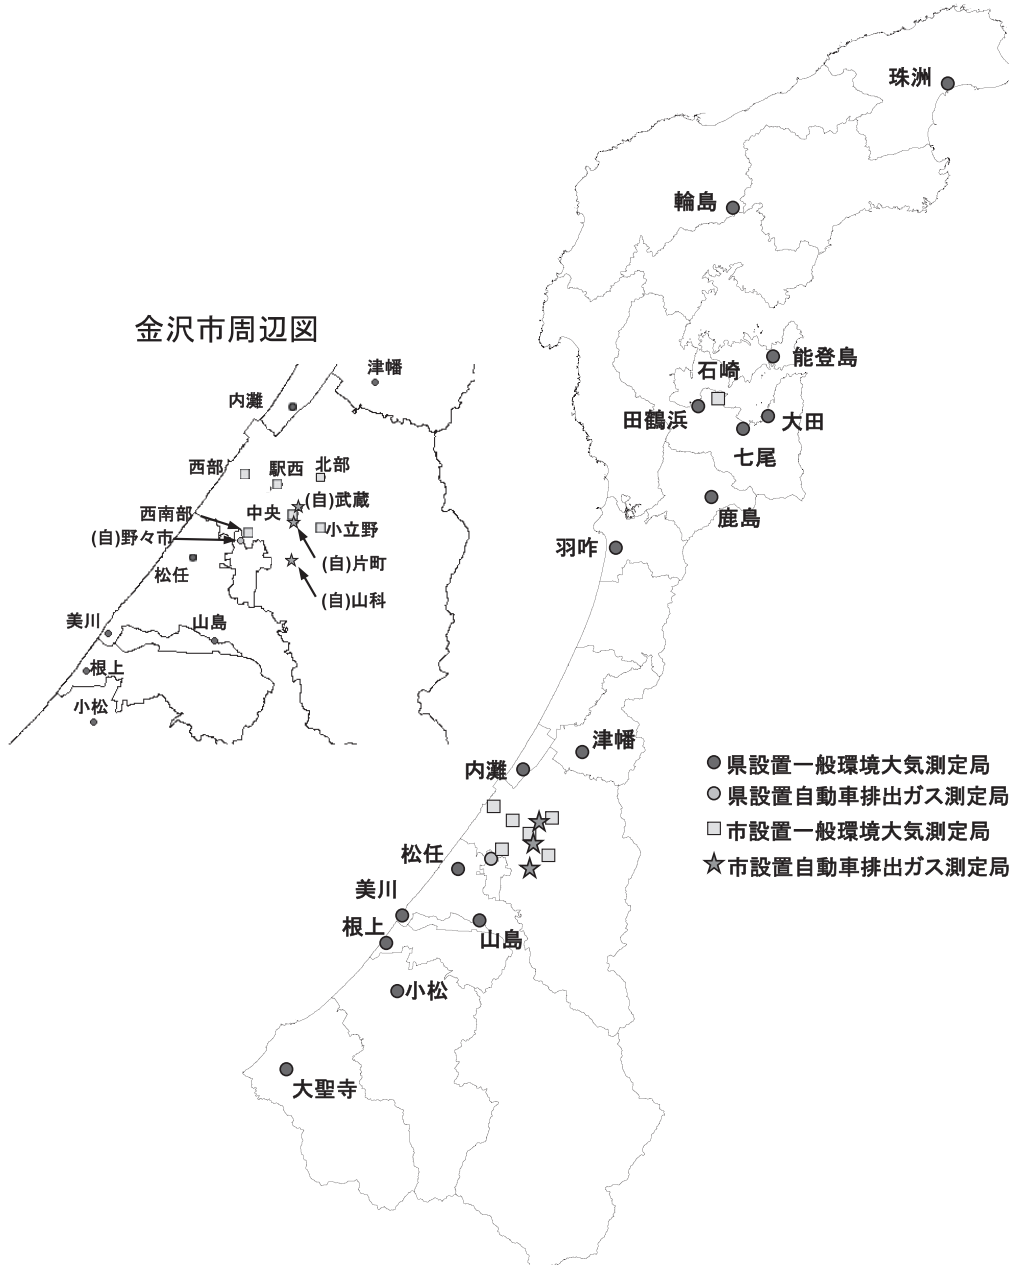 珠洲
輪島
金沢市周辺図
能登島
石崎
田鶴浜
大田
七尾
鹿島
羽咋
津幡
内灘
西部
駅西
北部
(自)武蔵
中央
西南部
小立野
(自)野々市
(自)片町
松任
(自)山科
美川
山島
根上
小松
津幡
内灘
県設置一般環境大気測定局
県設置自動車排出ガス測定局
市設置一般環境大気測定局
市設置自動車排出ガス測定局
松任
美川
根上
山島
小松
大聖寺